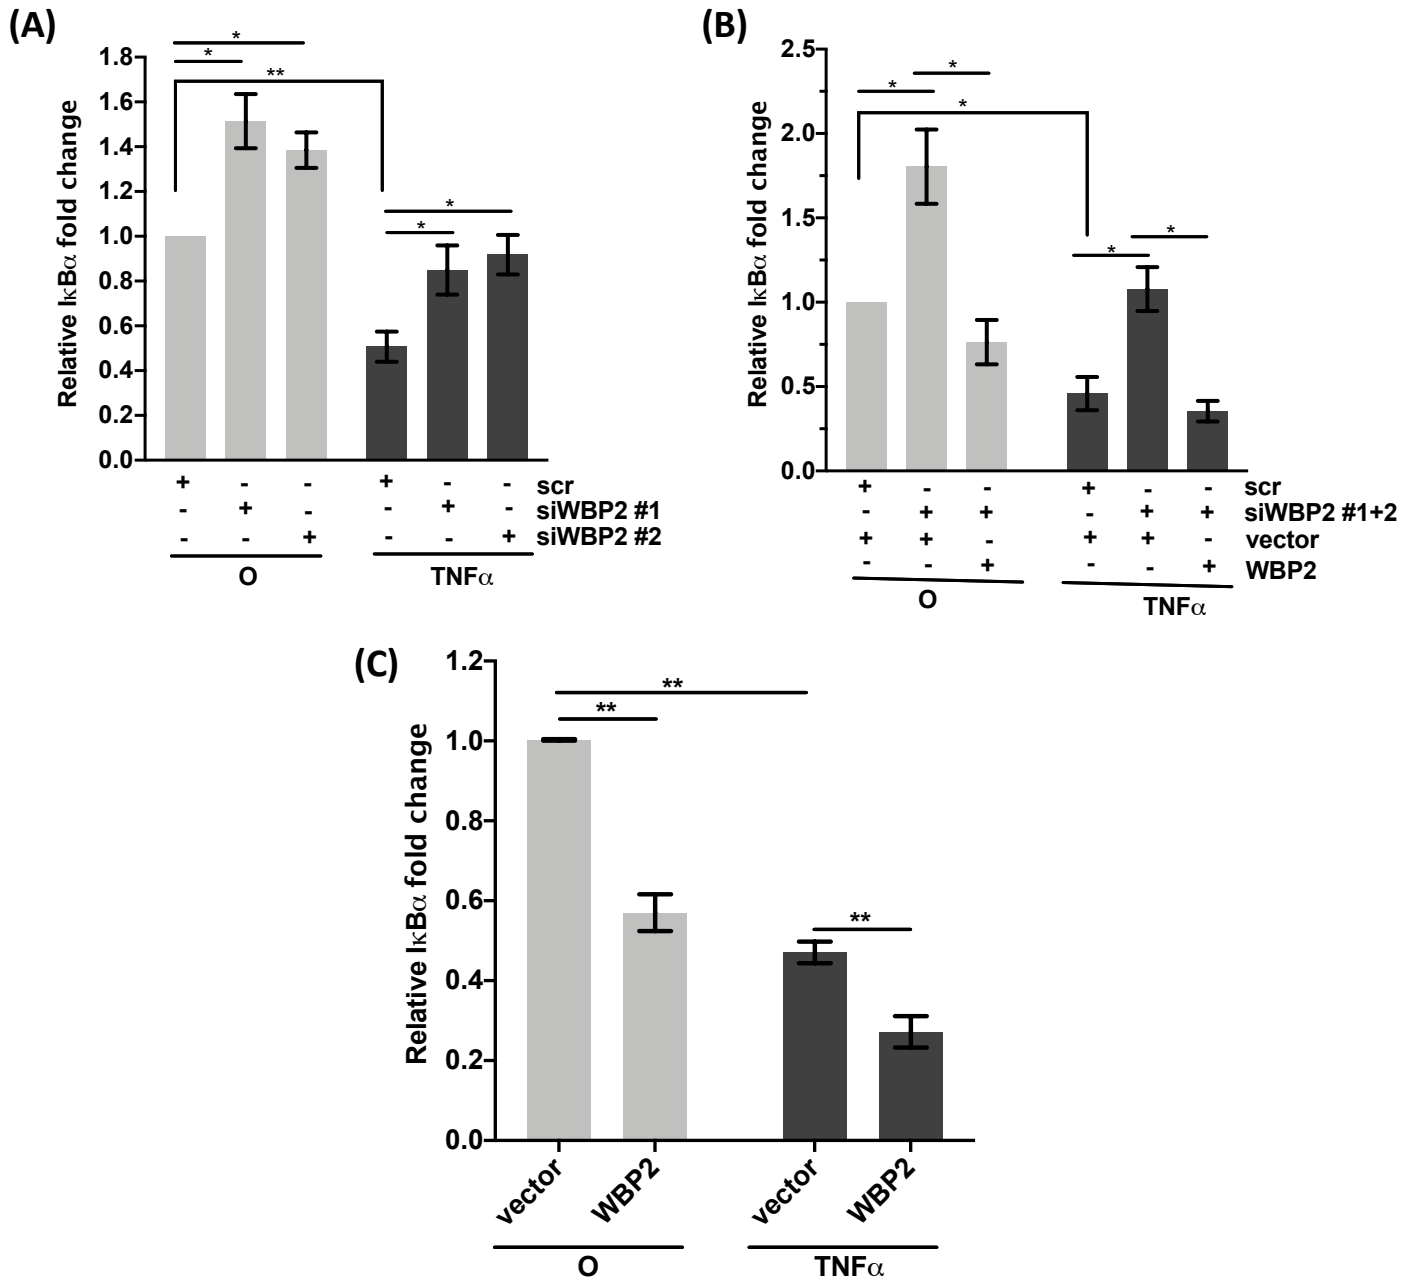 (A)
Relative IκBα fold change
1.8
1.6
1.4
1.2
1.0
0.8
0.6
0.4
0.2
0.0
*
*
**
*
*
+ - - + - - scr
- + - - + - siWBP2 #1
- - + - - + siWBP2 #2
O TNFα
(B)
Relative IκBα fold change
2.5
2.0
1.5
1.0
0.5
0.0
*
*
*
*
*
+ - - + - - scr
- + + - + + siWBP2 #1+2
+ + - + + - vector
- - + - - + WBP2
O TNFα
(C)
Relative IκBα fold change
1.2
1.0
0.8
0.6
0.4
0.2
0.0
**
**
**
vector WBP2 vector WBP2
O TNFα